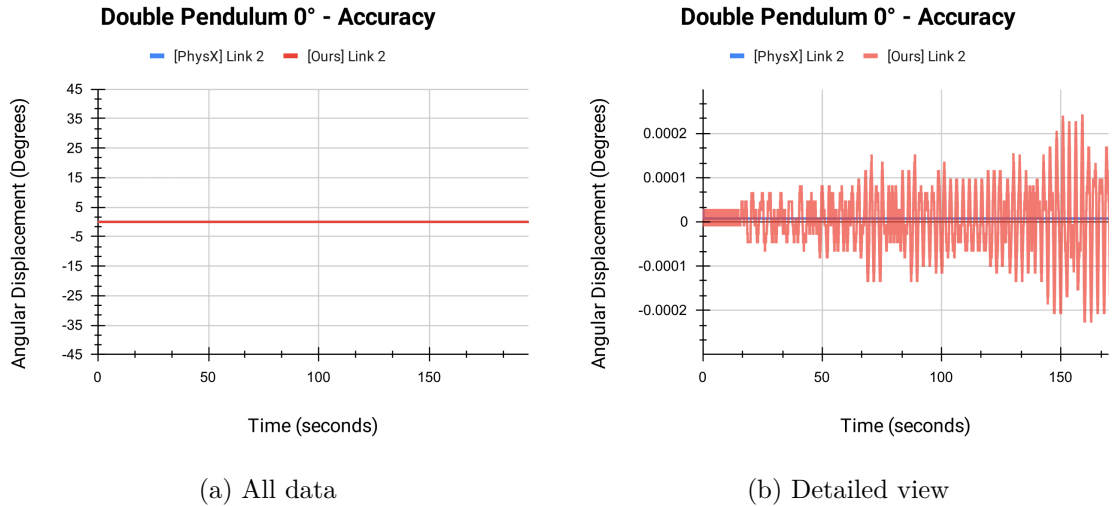 Double Pendulum 0° - Accuracy
[PhysX] Link 2 [Ours] Link 2
Angular Displacement (Degrees)
45
35
25
15
5
-5
-15
-25
-35
-45
0 50 100 150
Time (seconds)
(a) All data
Double Pendulum 0° - Accuracy
[PhysX] Link 2 [Ours] Link 2
Angular Displacement (Degrees)
0.0002
0.0001
0
-0.0001
-0.0002
0 50 100 150
Time (seconds)
(b) Detailed view